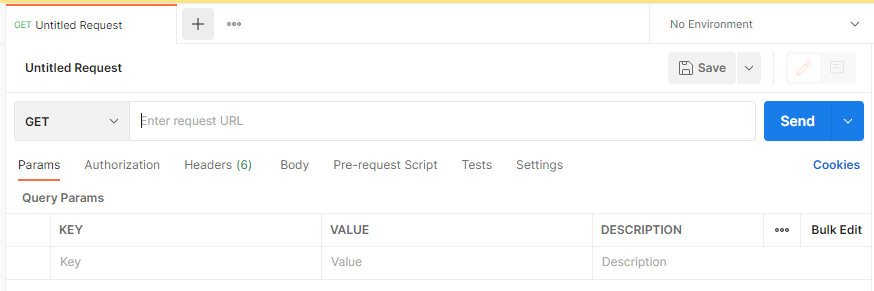 GET Untitled Request No Environment
Untitled Request Save
GET Enter request URL Send
Params Authorization Headers (6) Body Pre-request Script Tests Settings Cookies
Query Params
KEY VALUE DESCRIPTION Bulk Edit
Key Value Description